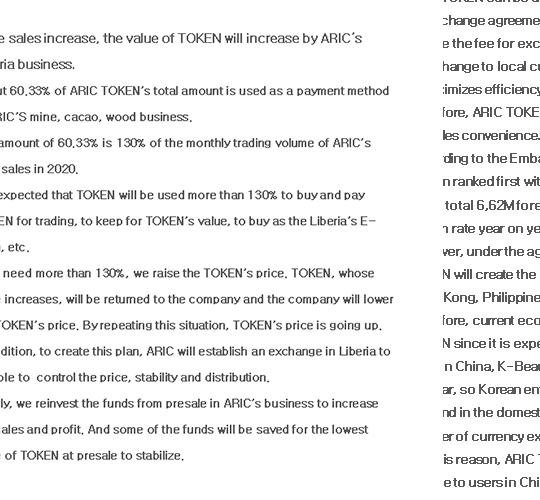 sales increase, the value of TOKEN will increase by ARIC's
business.
60.33% of ARIC TOKEN's total amount is used as a payment method
mine, cacao, wood business.
amount of 60.33% is 130% of the monthly trading volume of ARIC's
sales in 2020.
expected that TOKEN will be used more than 130% to buy and pay
for trading, to keep for TOKEN's value, to buy as the Liberia's E-
, etc.
need more than 130%, we raise the TOKEN's price. TOKEN, whose
increases, will be returned to the company and the company will lower
TOKEN's price. By repeating this situation, TOKEN's price is going up.
to create this plan, ARIC will establish an exchange in Liberia to
to control the price, stability and distribution.
we reinvest the funds from presale in ARIC's business to increase
and profit. And some of the funds will be saved for the lowest
of TOKEN at presale to stabilize.
change agreeme
e the fee for exc
hange to local cu
imizes efficiency
fore, ARIC TOKE
les convenience.
ding to the Emba
n ranked first wit
total 6,62M fore
n rate year on ye
ver, under the ag
N will create the
Kong, Philippine
fore, current eco
N since it is expe
n China, K-Beau
ar, so Korean en
nd in the domest
er of currency ex
is reason, ARIC
e to users in Chi